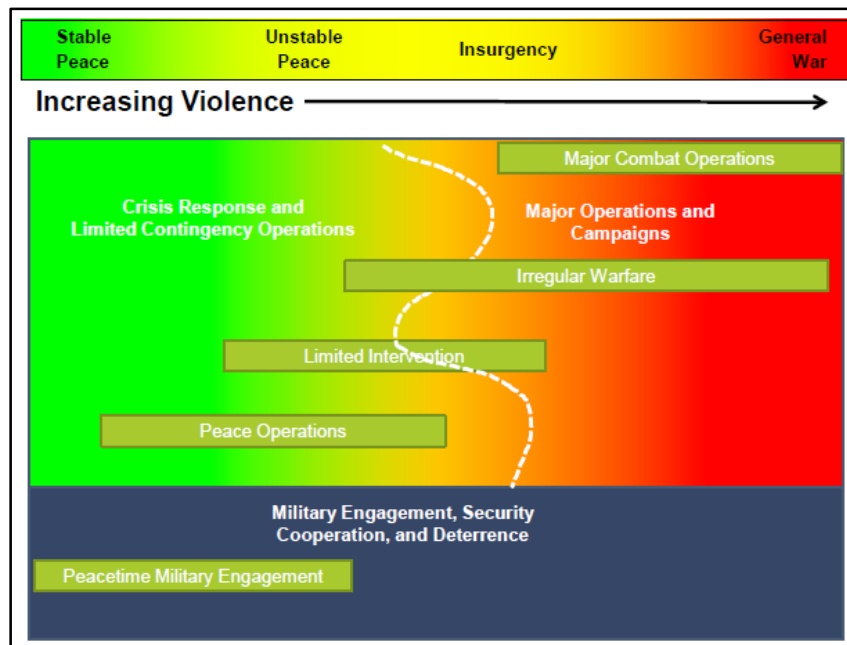 Stable
Peace
Unstable
Peace
Insurgency
General
War
Increasing Violence
Major Combat Operations
Crisis Response and
Limited Contingency Operations
Major Operations and
Campaigns
Irregular Warfare
Limited Intervention
Peace Operations
Military Engagement, Security
Cooperation, and Deterrence
Peacetime Military Engagement